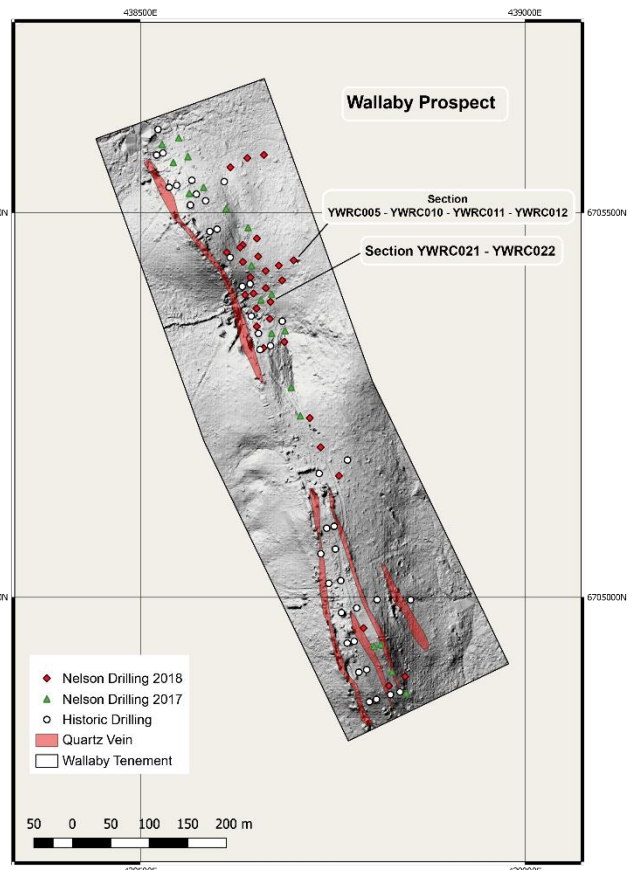 438500E
439000E
Wallaby Prospect
Section
YWRC005 - YWRC010 - YWRC011 - YWRC012
Section YWRC021 - YWRC022
6705000N
Nelson Drilling 2018
Nelson Drilling 2017
Historic Drilling
Quartz Vein
Wallaby Tenement
50 0 50 100 150 200 m